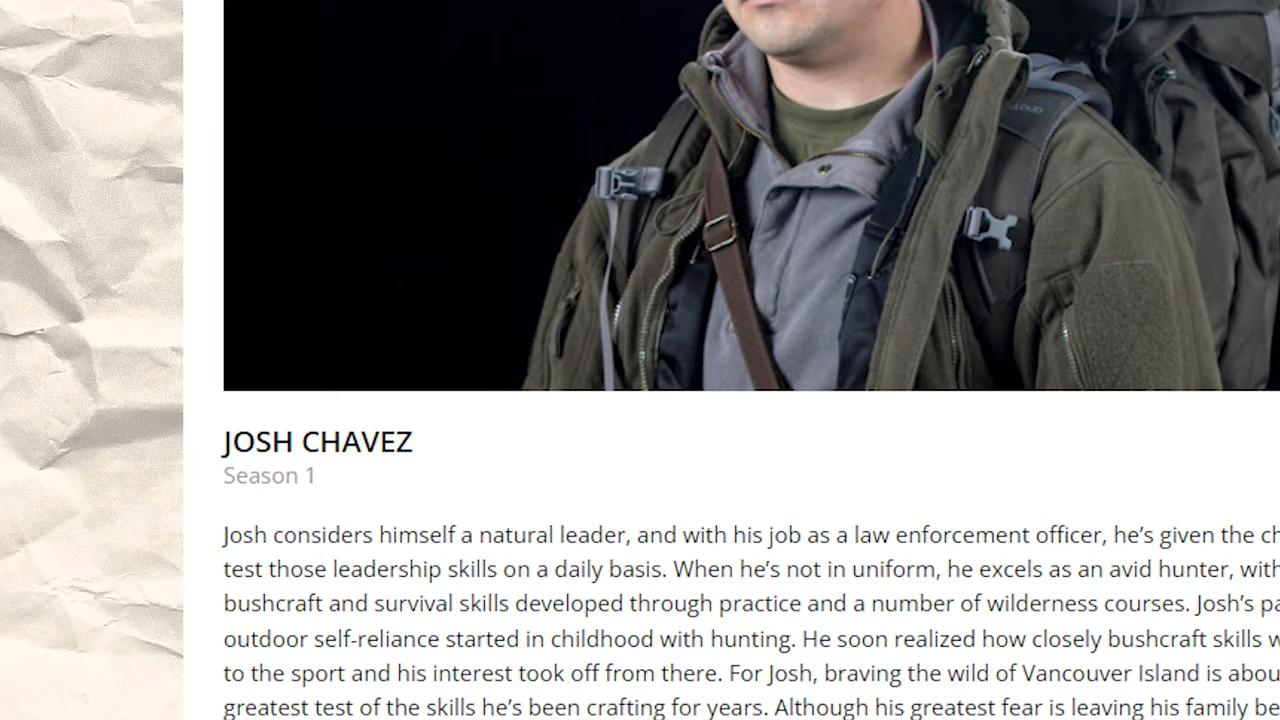 JOSH CHAVEZ
Season 1
Josh considers himself a natural leader, and with his job as a law enforcement officer, he’s given the
test those leadership skills on a daily basis. When he’s not in uniform, he excels as an avid hunter, with
bushcraft and survival skills developed through practice and a number of wilderness courses. Josh’s
outdoor self-reliance started in childhood with hunting. He soon realized how closely bushcraft skills
to the sport and his interest took off from there. For Josh, braving the wild of Vancouver Island is
greatest test of the skills he’s been crafting for years. Although his greatest fear is leaving his family